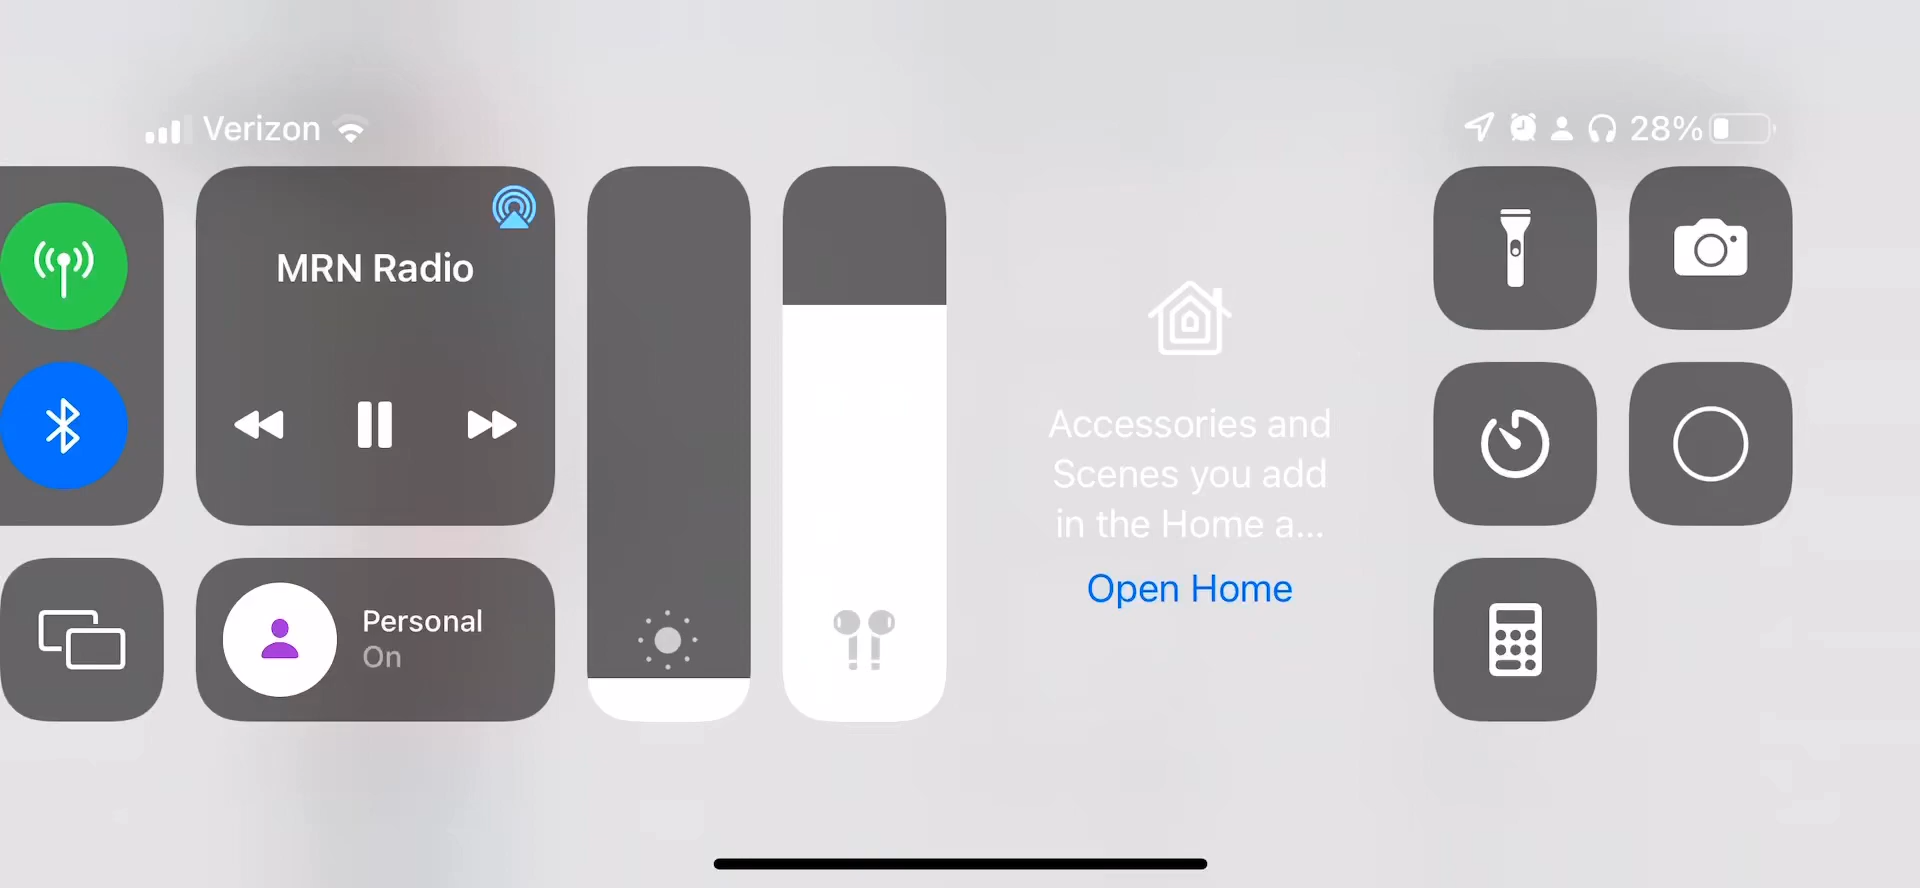 Verizon
28%
MRN Radio
Personal
On
Accessories and
Scenes you add
in the Home a...
Open Home